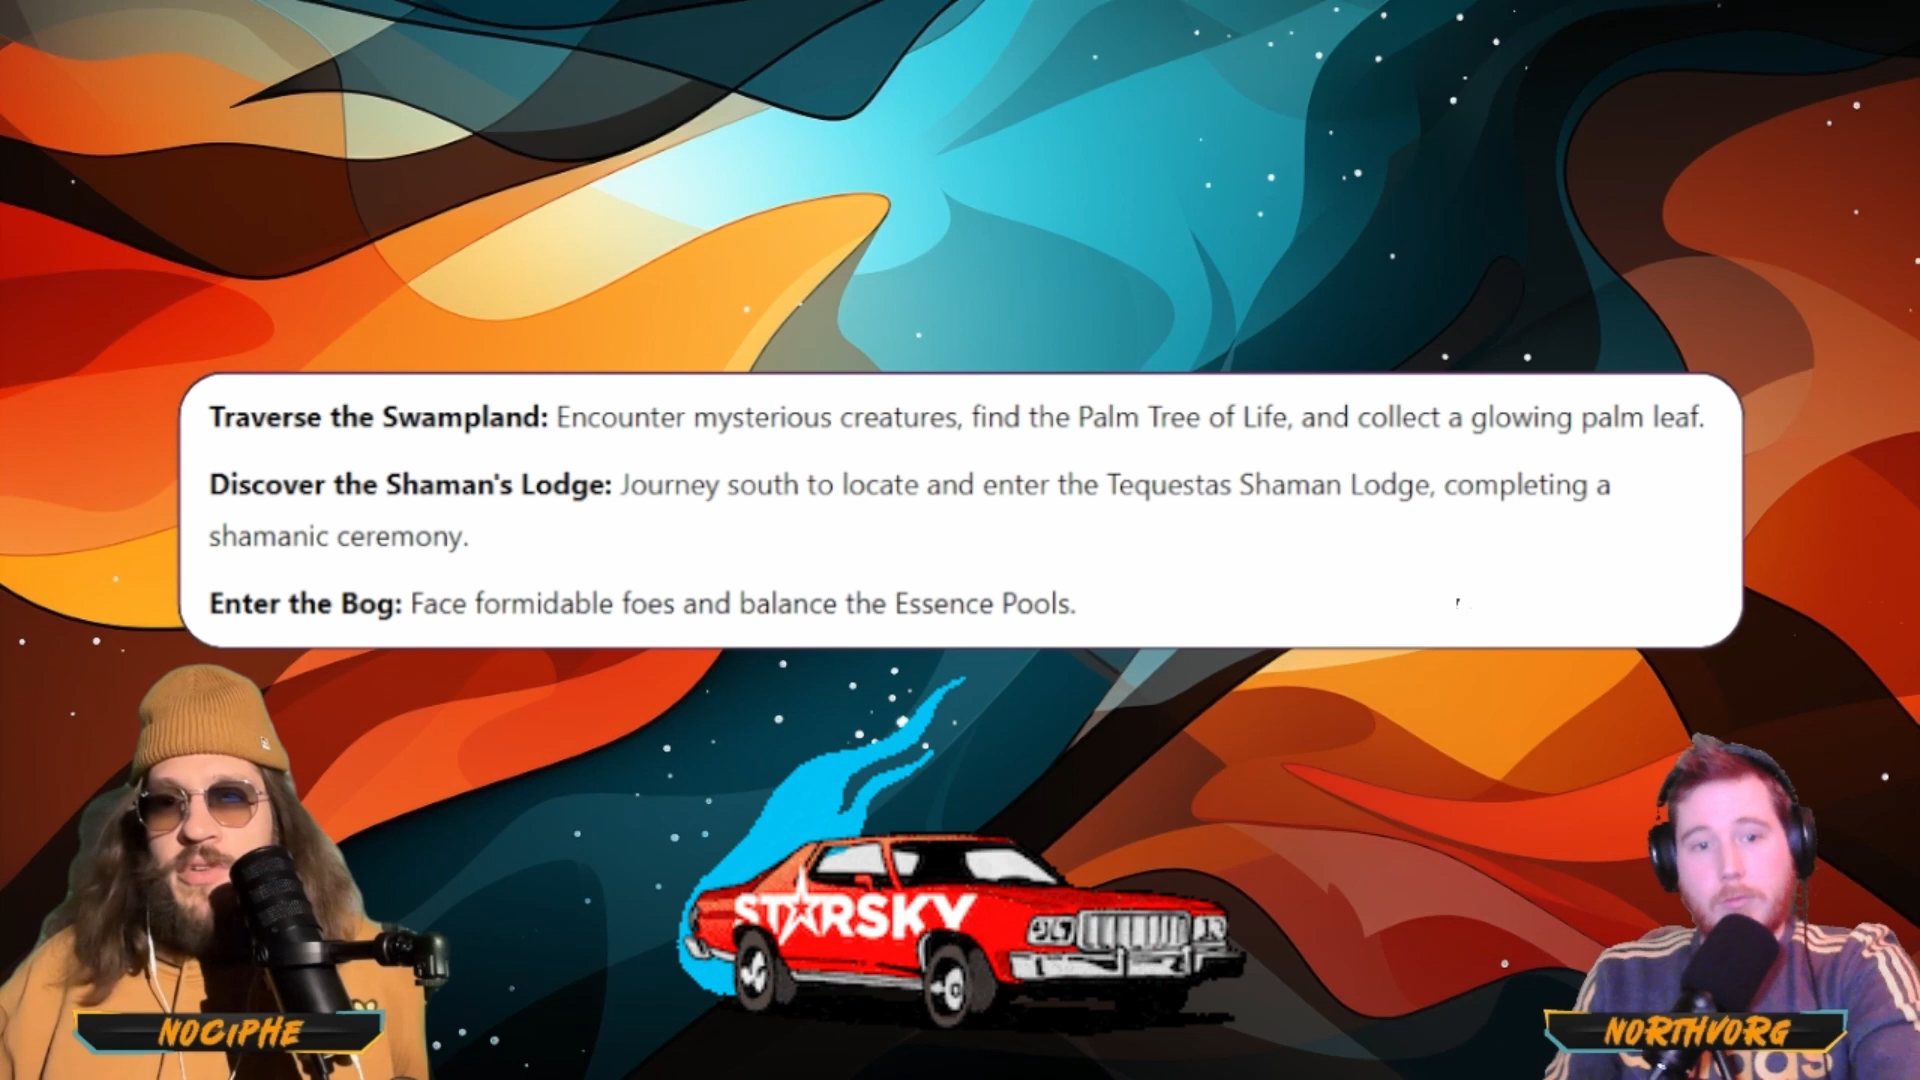 Traverse the Swampland: Encounter mysterious creatures, find the Palm Tree of Life, and collect a glowing palm leaf.
Discover the Shaman's Lodge: Journey south to locate and enter the Tequestas Shaman Lodge, completing a
shamanic ceremony.
Enter the Bog: Face formidable foes and balance the Essence Pools.
STARSKY
NOCIPHE
NORTHVORG
adidas